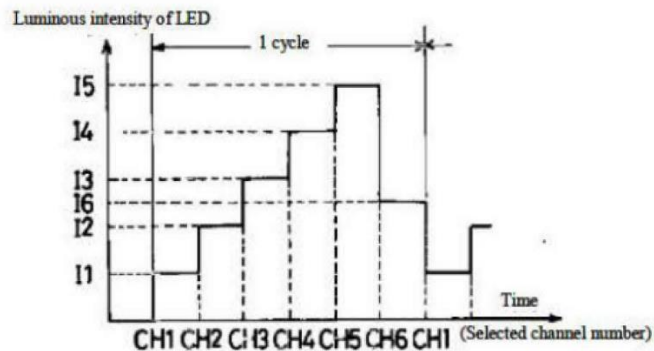 Luminous intensity of LED
1 cycle
I5
I4
I3
I6
I2
I1
Time
CH1 CH2 CH3 CH4 CH5 CH6 CH1 (Selected channel number)